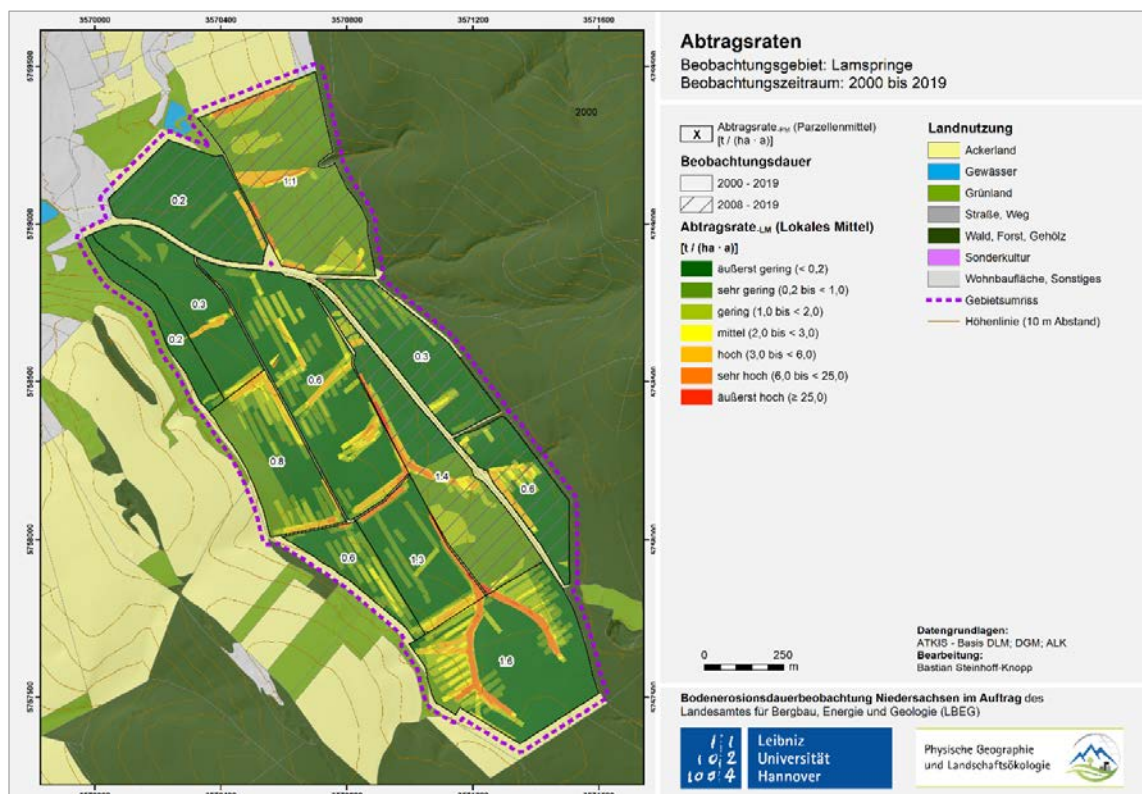 3570000 3570400 3570800 3571200 3571600
5759500
5759000
5758500
5758000
5757500
2000
1.1
0.2
0.3
0.2
0.6
0.3
0.8
1.4
0.6
0.6
1.3
1.6
Abtragsraten
Beobachtungsgebiet: Lamspringe
Beobachtungszeitraum: 2000 bis 2019
X Abtragsrate-PM (Parzellenmittel)
[t / (ha · a)]
Beobachtungsdauer
2000 - 2019
2008 - 2019
Abtragsrate-LM (Lokales Mittel)
[t / (ha · a)]
äußerst gering (< 0,2)
sehr gering (0,2 bis < 1,0)
gering (1,0 bis < 2,0)
mittel (2,0 bis < 3,0)
hoch (3,0 bis < 6,0)
sehr hoch (6,0 bis < 25,0)
äußerst hoch (≥ 25,0)
Landnutzung
Ackerland
Gewässer
Grünland
Straße, Weg
Wald, Forst, Gehölz
Sonderkultur
Wohnbaufläche, Sonstiges
Gebietsumriss
Höhenlinie (10 m Abstand)
0 250
m
Datengrundlagen:
ATKIS - Basis DLM; DGM; ALK
Bearbeitung:
Bastian Steinhoff-Knopp
Bodenerosionsdauerbeobachtung Niedersachsen im Auftrag des
Landesamtes für Bergbau, Energie und Geologie (LBEG)
Leibniz
Universität
Hannover
Physische Geographie
und Landschaftsökologie